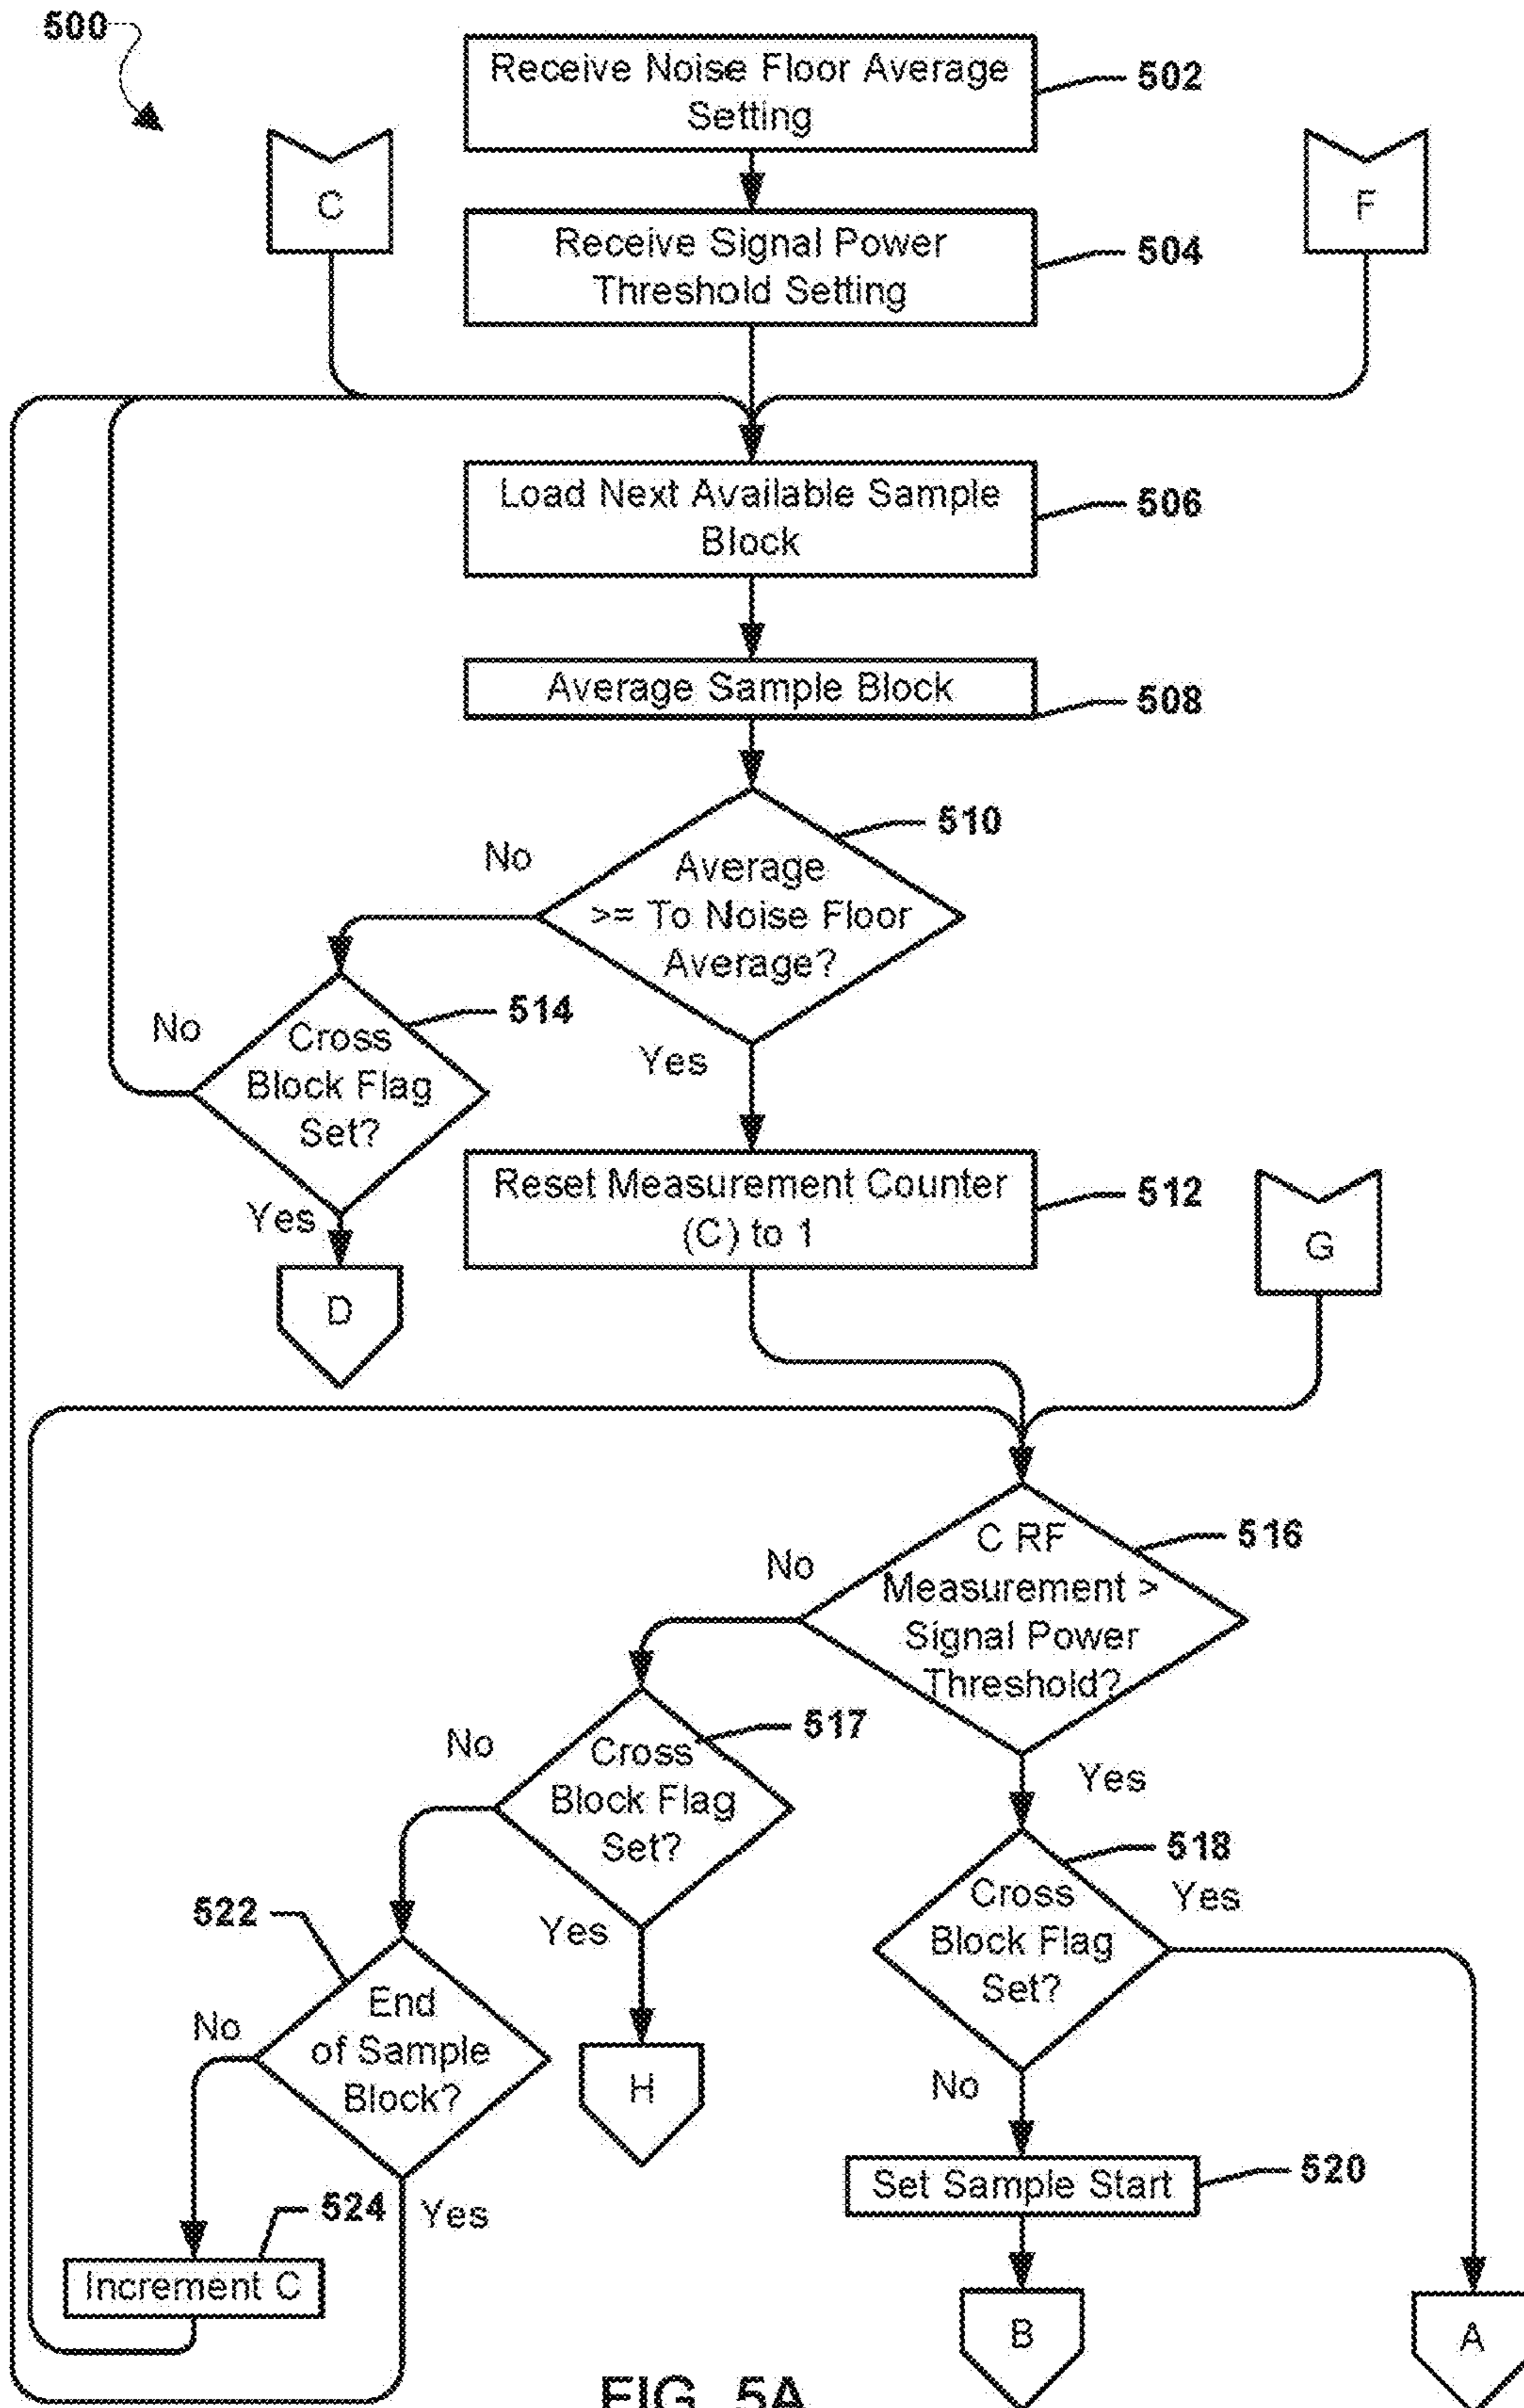 500
Receive Noise Floor Average
Setting
502
C
F
Receive Signal Power
Threshold Setting
504
Load Next Available Sample
Block
506
Average Sample Block
508
510
No
Average
>= To Noise Floor
Average?
514
No
Cross
Block Flag
Set?
Yes
Yes
Reset Measurement Counter
(C) to 1
512
G
D
C RF
Measurement >
Signal Power
Threshold?
516
No
517
No
Cross
Block Flag
Set?
Yes
518
Cross
Block Flag
Set?
Yes
522
Yes
End
of Sample
Block?
No
H
No
Set Sample Start
520
524
Yes
Increment C
B
A
FIG. 5A